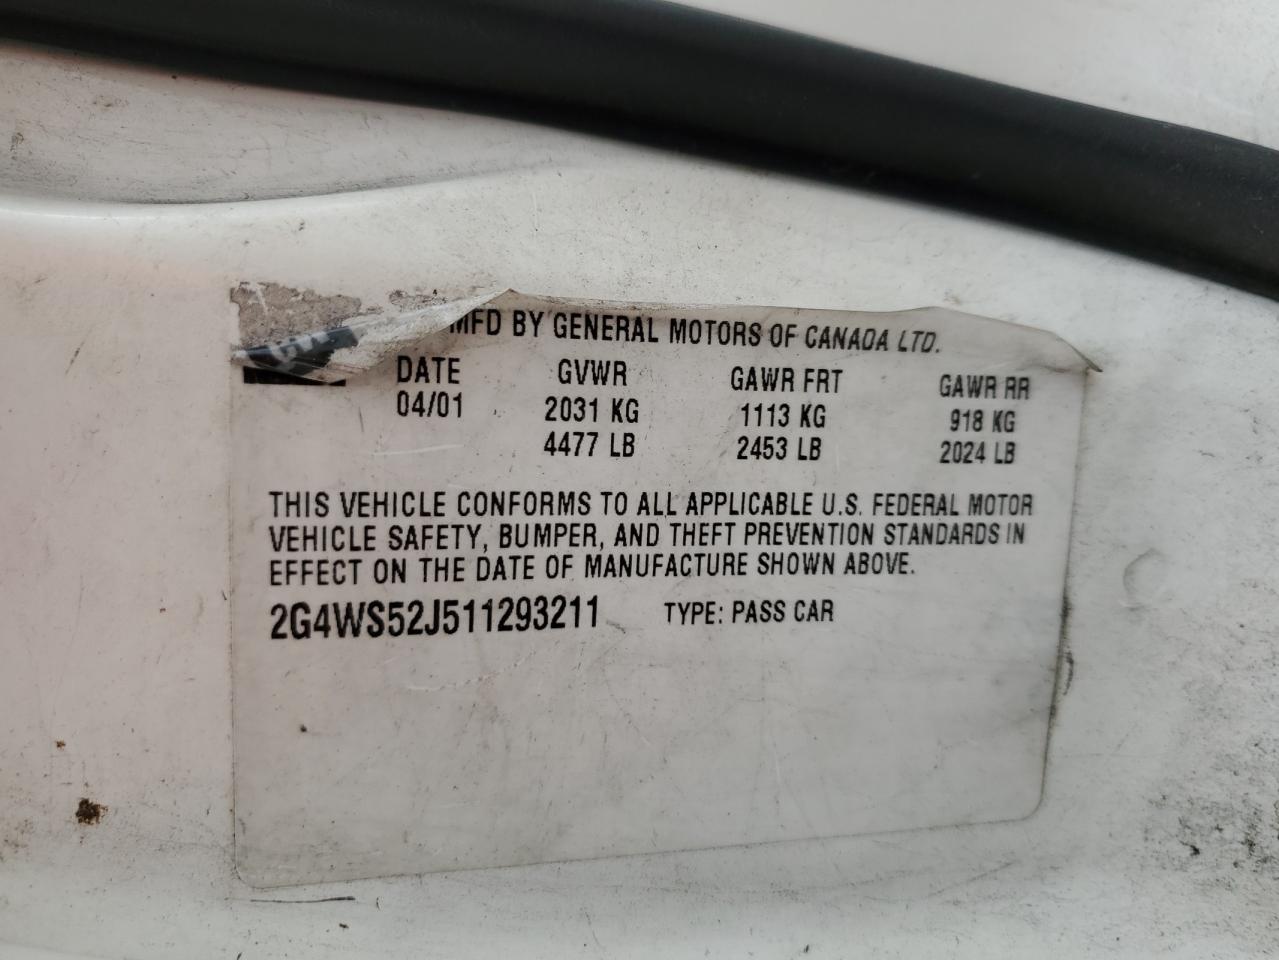 MFD BY GENERAL MOTORS OF CANADA LTD.
DATE GVWR GAWR FRT GAWR RR
04/01 2031 KG 1113 KG 918 KG
4477 LB 2453 LB 2024 LB
THIS VEHICLE CONFORMS TO ALL APPLICABLE U.S. FEDERAL MOTOR
VEHICLE SAFETY, BUMPER, AND THEFT PREVENTION STANDARDS IN
EFFECT ON THE DATE OF MANUFACTURE SHOWN ABOVE.
2G4WS52J511293211 TYPE: PASS CAR